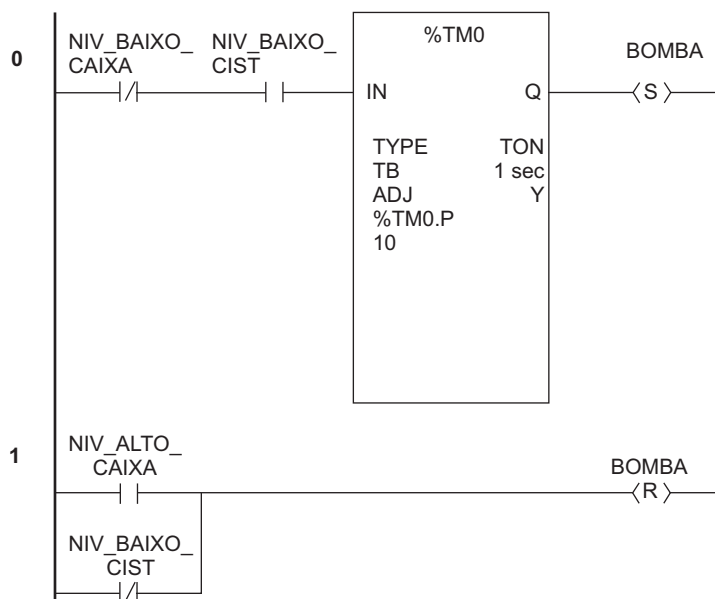 0
NIV_BAIXO_
CAIXA
NIV_BAIXO_
CIST
%TM0
BOMBA
IN
Q
S
TYPE TON
TB 1 sec
ADJ Y
%TM0.P
10
1
NIV_ALTO_
CAIXA
BOMBA
R
NIV_BAIXO_
CIST